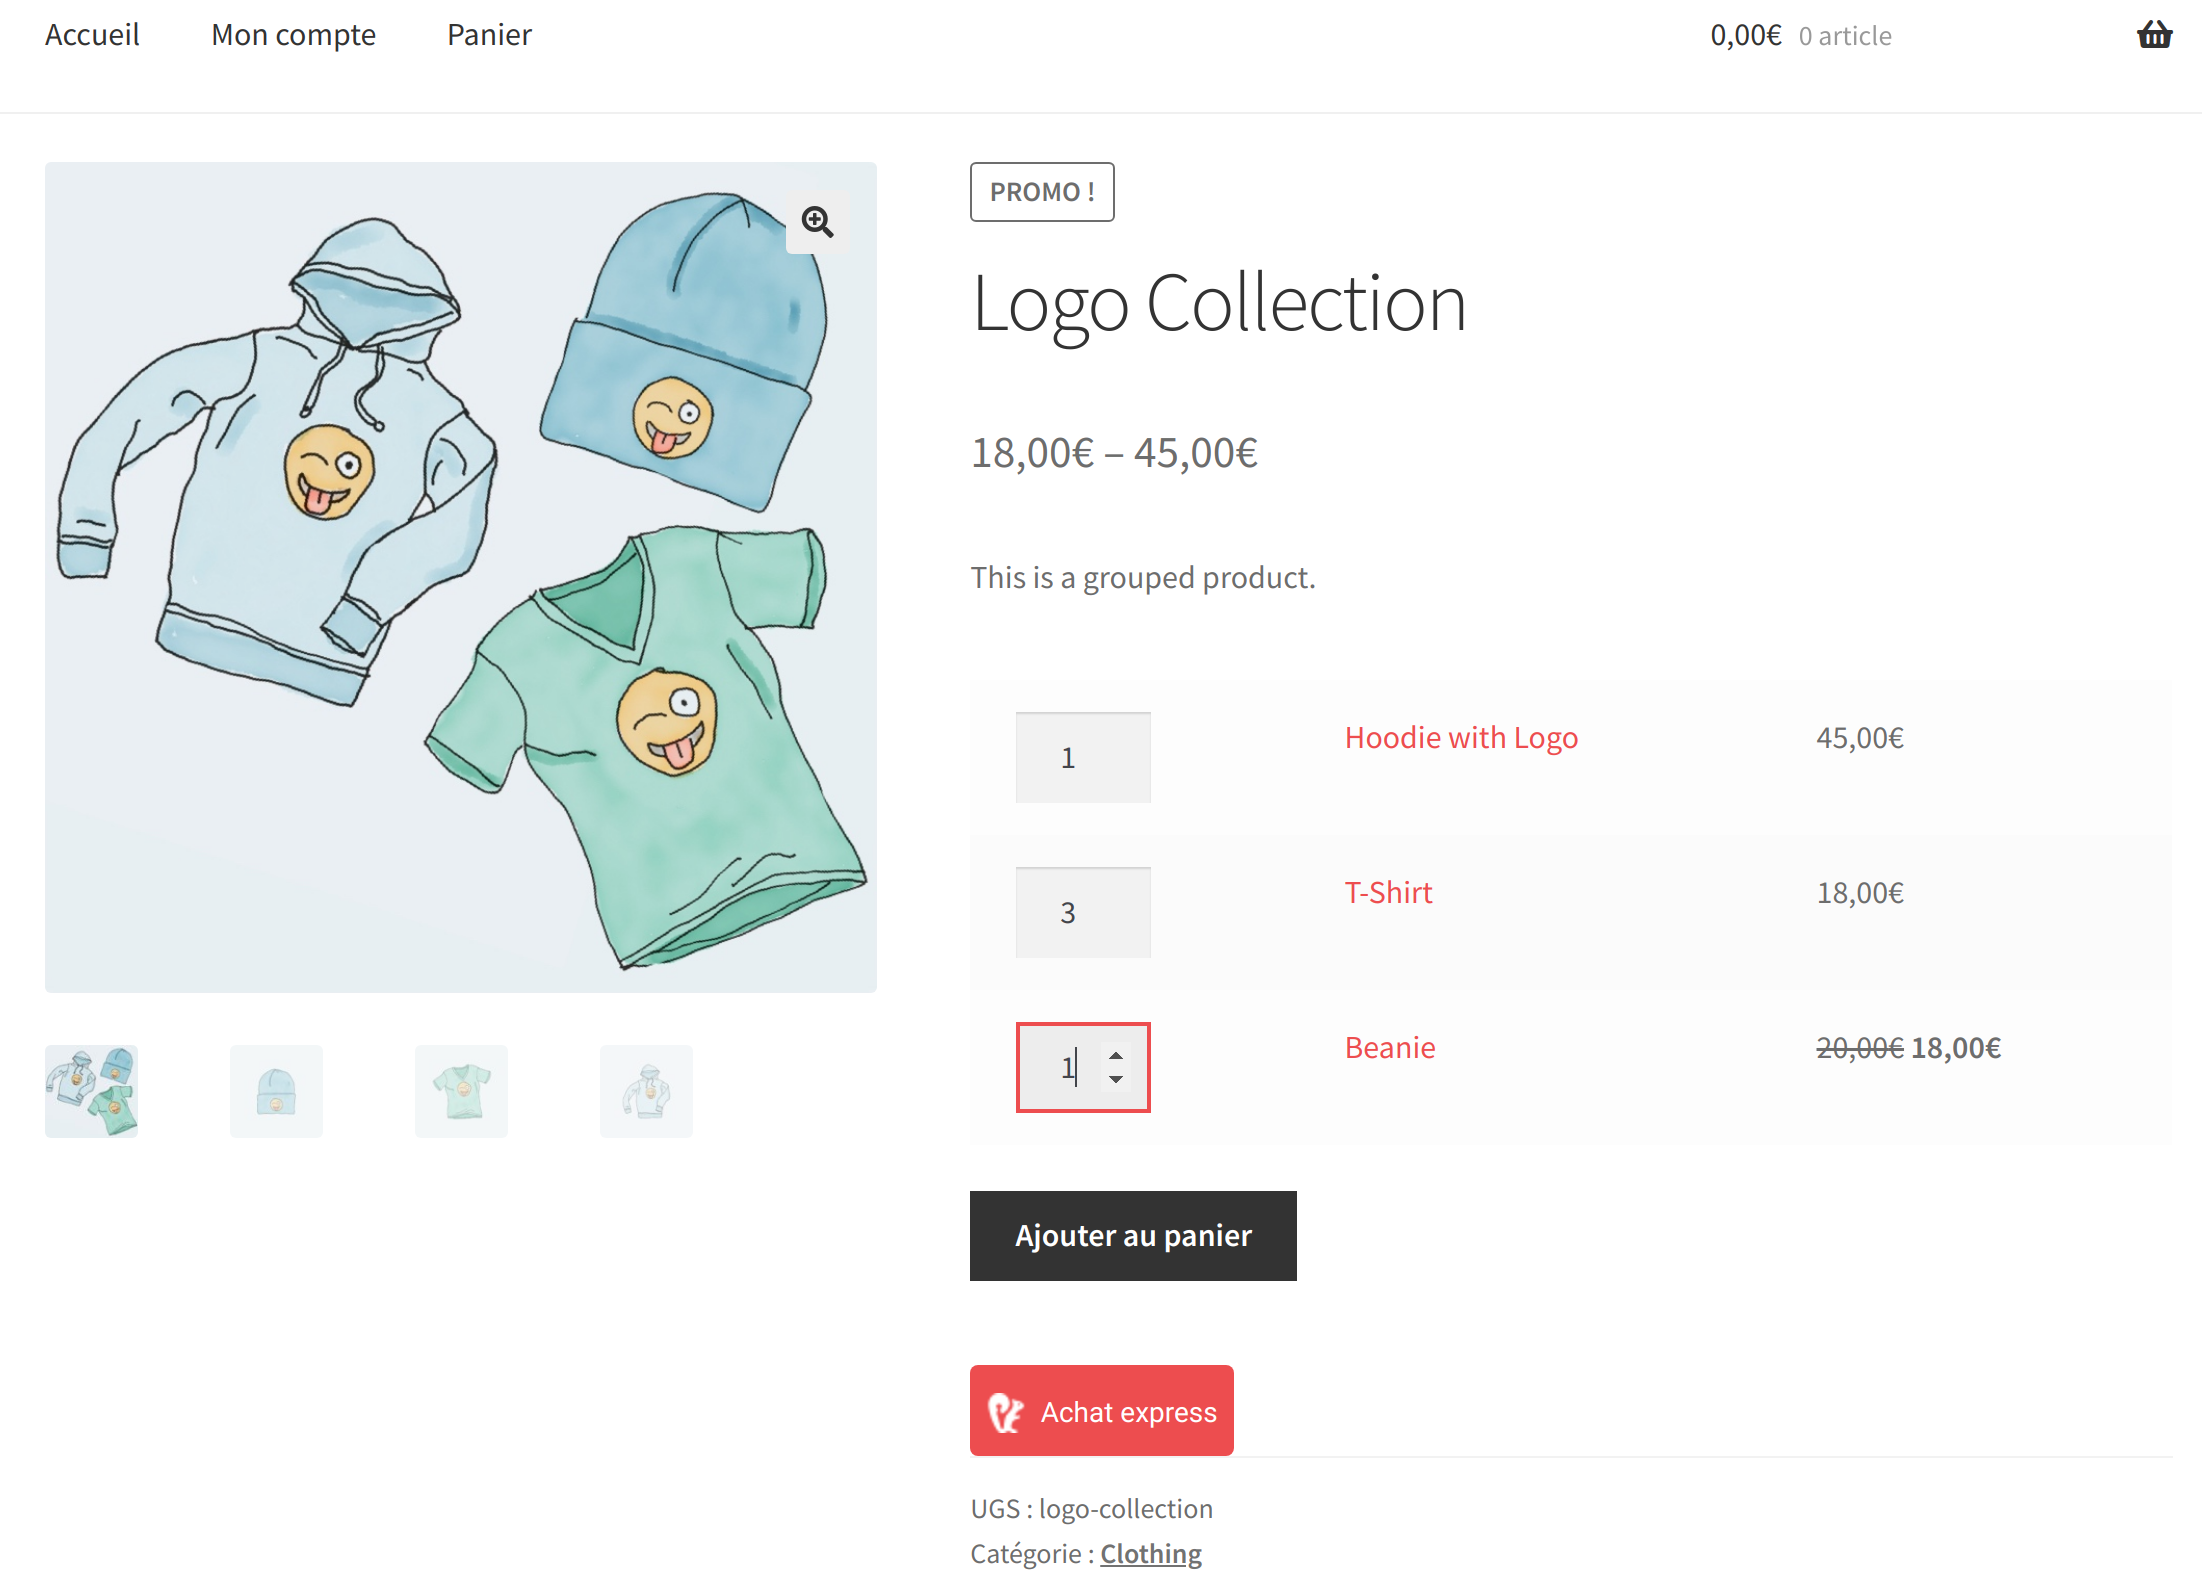 Accueil Mon compte Panier 0,00€ 0 article
PROMO !
Logo Collection
18,00€ – 45,00€
This is a grouped product.
1 Hoodie with Logo 45,00€
3 T-Shirt 18,00€
1 Beanie 20,00€ 18,00€
Ajouter au panier
Achat express
UGS : logo-collection
Catégorie : Clothing